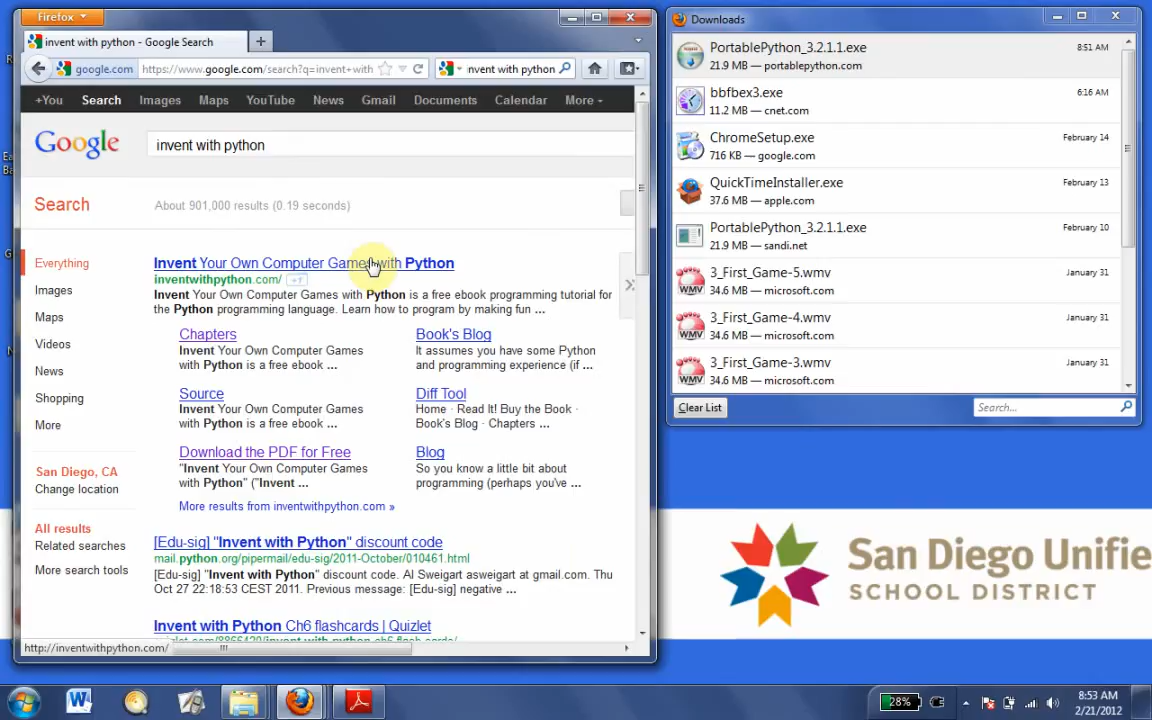 Firefox
invent with python - Google Search
google.com
https://www.google.com/search?q=invent+with
invent with python
+You Search Images Maps YouTube News Gmail Documents Calendar More
Google
invent with python
Search
About 901,000 results (0.19 seconds)
Everything
Images
Maps
Videos
News
Shopping
More
San Diego, CA
Change location
All results
Related searches
More search tools
Invent Your Own Computer Games with Python
inventwithpython.com/ +1
Invent Your Own Computer Games with Python is a free ebook programming tutorial for
the Python programming language. Learn how to program by making fun ...
Chapters
Invent Your Own Computer Games
with Python is a free ebook ...
Book's Blog
It assumes you have some Python
and programming experience (if ...
Source
Invent Your Own Computer Games
with Python is a free ebook ...
Diff Tool
Home · Read It! Buy the Book ·
Book's Blog · Chapters ...
Download the PDF for Free
"Invent Your Own Computer Games
with Python" ("Invent ...
Blog
So you know a little bit about
programming (perhaps you've ...
More results from inventwithpython.com »
[Edu-sig] "Invent with Python" discount code
mail.python.org/pipermail/edu-sig/2011-October/010461.html
[Edu-sig] "Invent with Python" discount code. Al Sweigart asweigart at gmail.com. Thu
Oct 27 22:18:53 CEST 2011. Previous message: [Edu-sig] negative ...
Invent with Python Ch6 flashcards | Quizlet
http://inventwithpython.com/
Downloads
PortablePython_3.2.1.1.exe 8:51 AM
21.9 MB — portablepython.com
bbfbex3.exe 6:16 AM
11.2 MB — cnet.com
ChromeSetup.exe February 14
716 KB — google.com
QuickTimeInstaller.exe February 13
37.6 MB — apple.com
PortablePython_3.2.1.1.exe February 10
21.9 MB — sandi.net
3_First_Game-5.wmv January 31
34.6 MB — microsoft.com
3_First_Game-4.wmv January 31
34.6 MB — microsoft.com
3_First_Game-3.wmv January 31
34.6 MB — microsoft.com
Clear List
Search...
San Diego Unifie
SCHOOL DISTRICT
28%
8:53 AM
2/21/2012